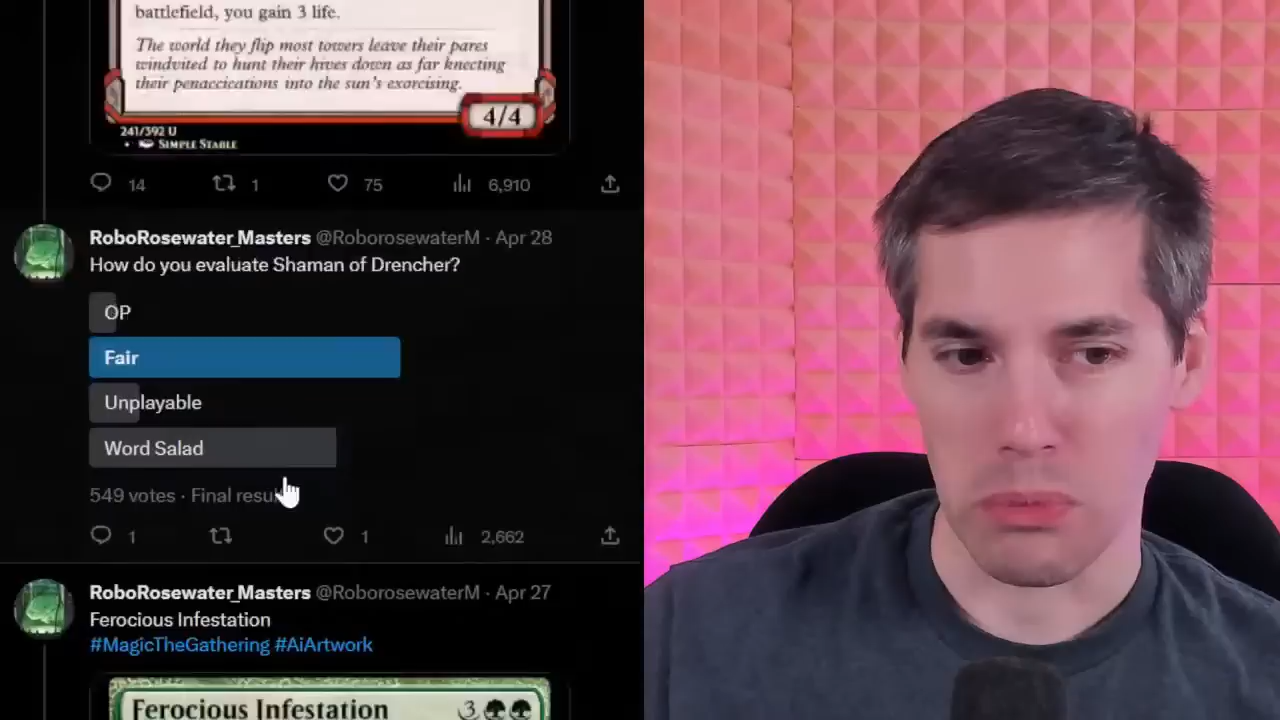 battlefield, you gain 3 life.
The world they flip most towers leave their pares
windvited to hunt their hives down as far knecting
their penaccications into the sun's exorcising.
4/4
241/392 U
• SIMPLE STABLE
14 1 75 6,910
RoboRosewater_Masters @RoborosewaterM · Apr 28
How do you evaluate Shaman of Drencher?
OP
Fair
Unplayable
Word Salad
549 votes · Final
1 1 2,662
RoboRosewater_Masters @RoborosewaterM · Apr 27
Ferocious Infestation
#MagicTheGathering #AiArtwork
Ferocious Infestation 3